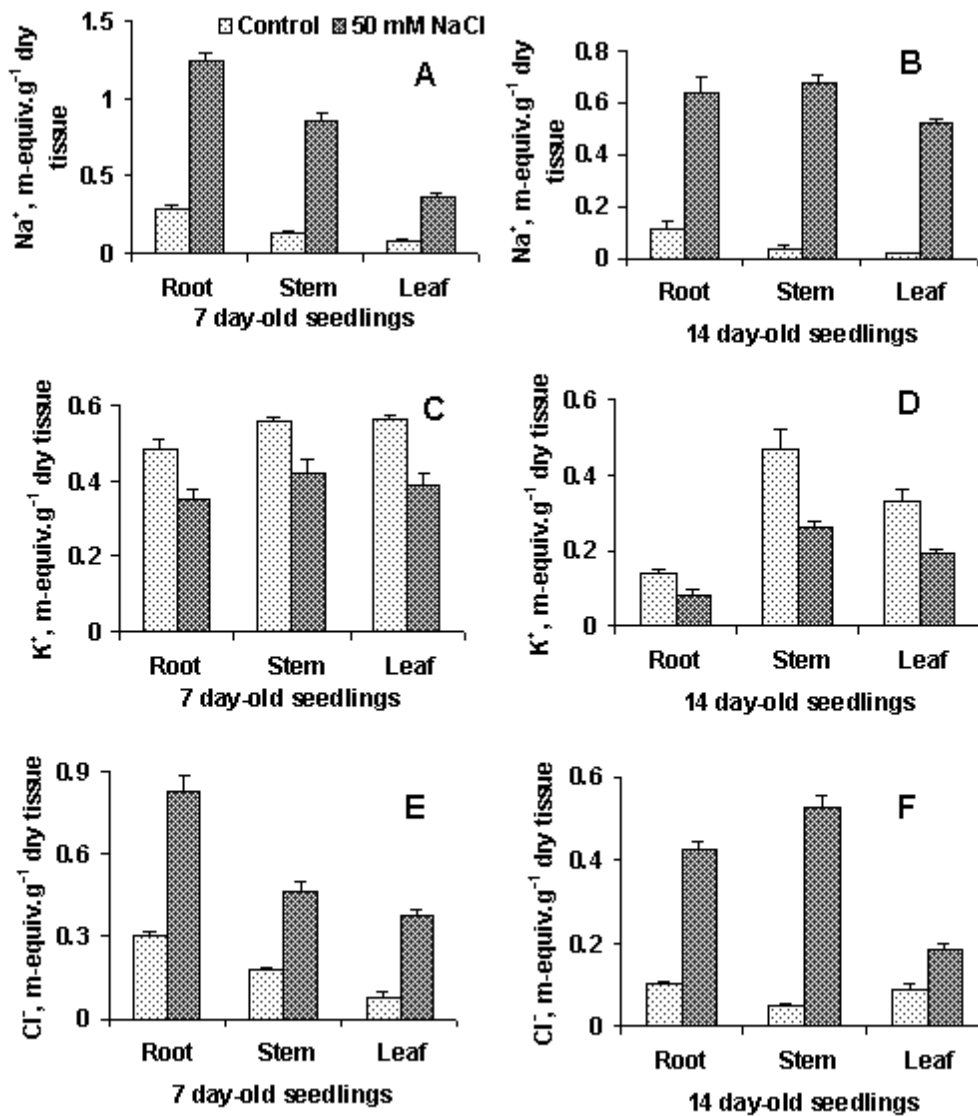 Control 50 mM NaCl
A
Na⁺, m-equiv.g⁻¹ dry
tissue
1.5
1
0.5
0
Root Stem Leaf
7 day-old seedlings
B
Na⁺, m-equiv.g⁻¹ dry
tissue
0.8
0.6
0.4
0.2
0
Root Stem Leaf
14 day-old seedlings
C
K⁺, m-equiv.g⁻¹ dry tissue
0.6
0.4
0.2
0
Root Stem Leaf
7 day-old seedlings
D
K⁺, m-equiv.g⁻¹ dry tissue
0.6
0.4
0.2
0
Root Stem Leaf
14 day-old seedlings
E
Cl⁻, m-equiv.g⁻¹ dry tissue
0.9
0.6
0.3
0
Root Stem Leaf
7 day-old seedlings
F
Cl⁻, m-equiv.g⁻¹ dry tissue
0.6
0.4
0.2
0
Root Stem Leaf
14 day-old seedlings